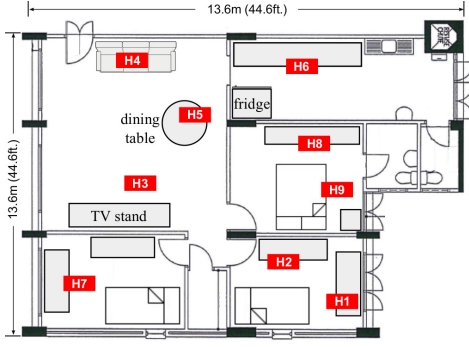 13.6m (44.6ft.)
13.6m (44.6ft.)
H4
H6
fridge
H5
dining
table
H8
H3
H9
TV stand
H2
H7
H1